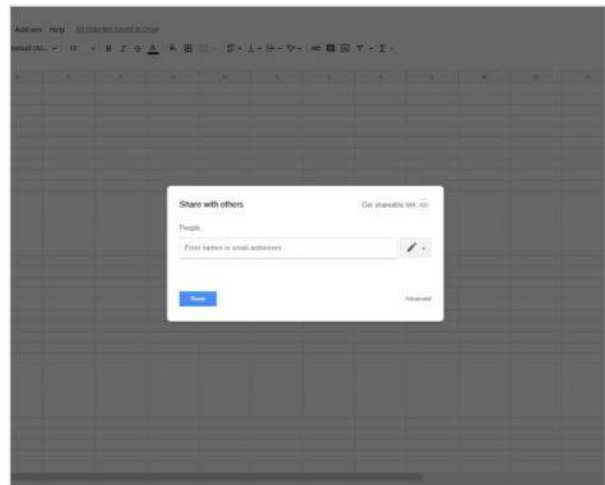 Add-ons Help All changes saved in Drive
10 B I S A
Share with others
Get shareable link
People
Enter names or email addresses
Advanced